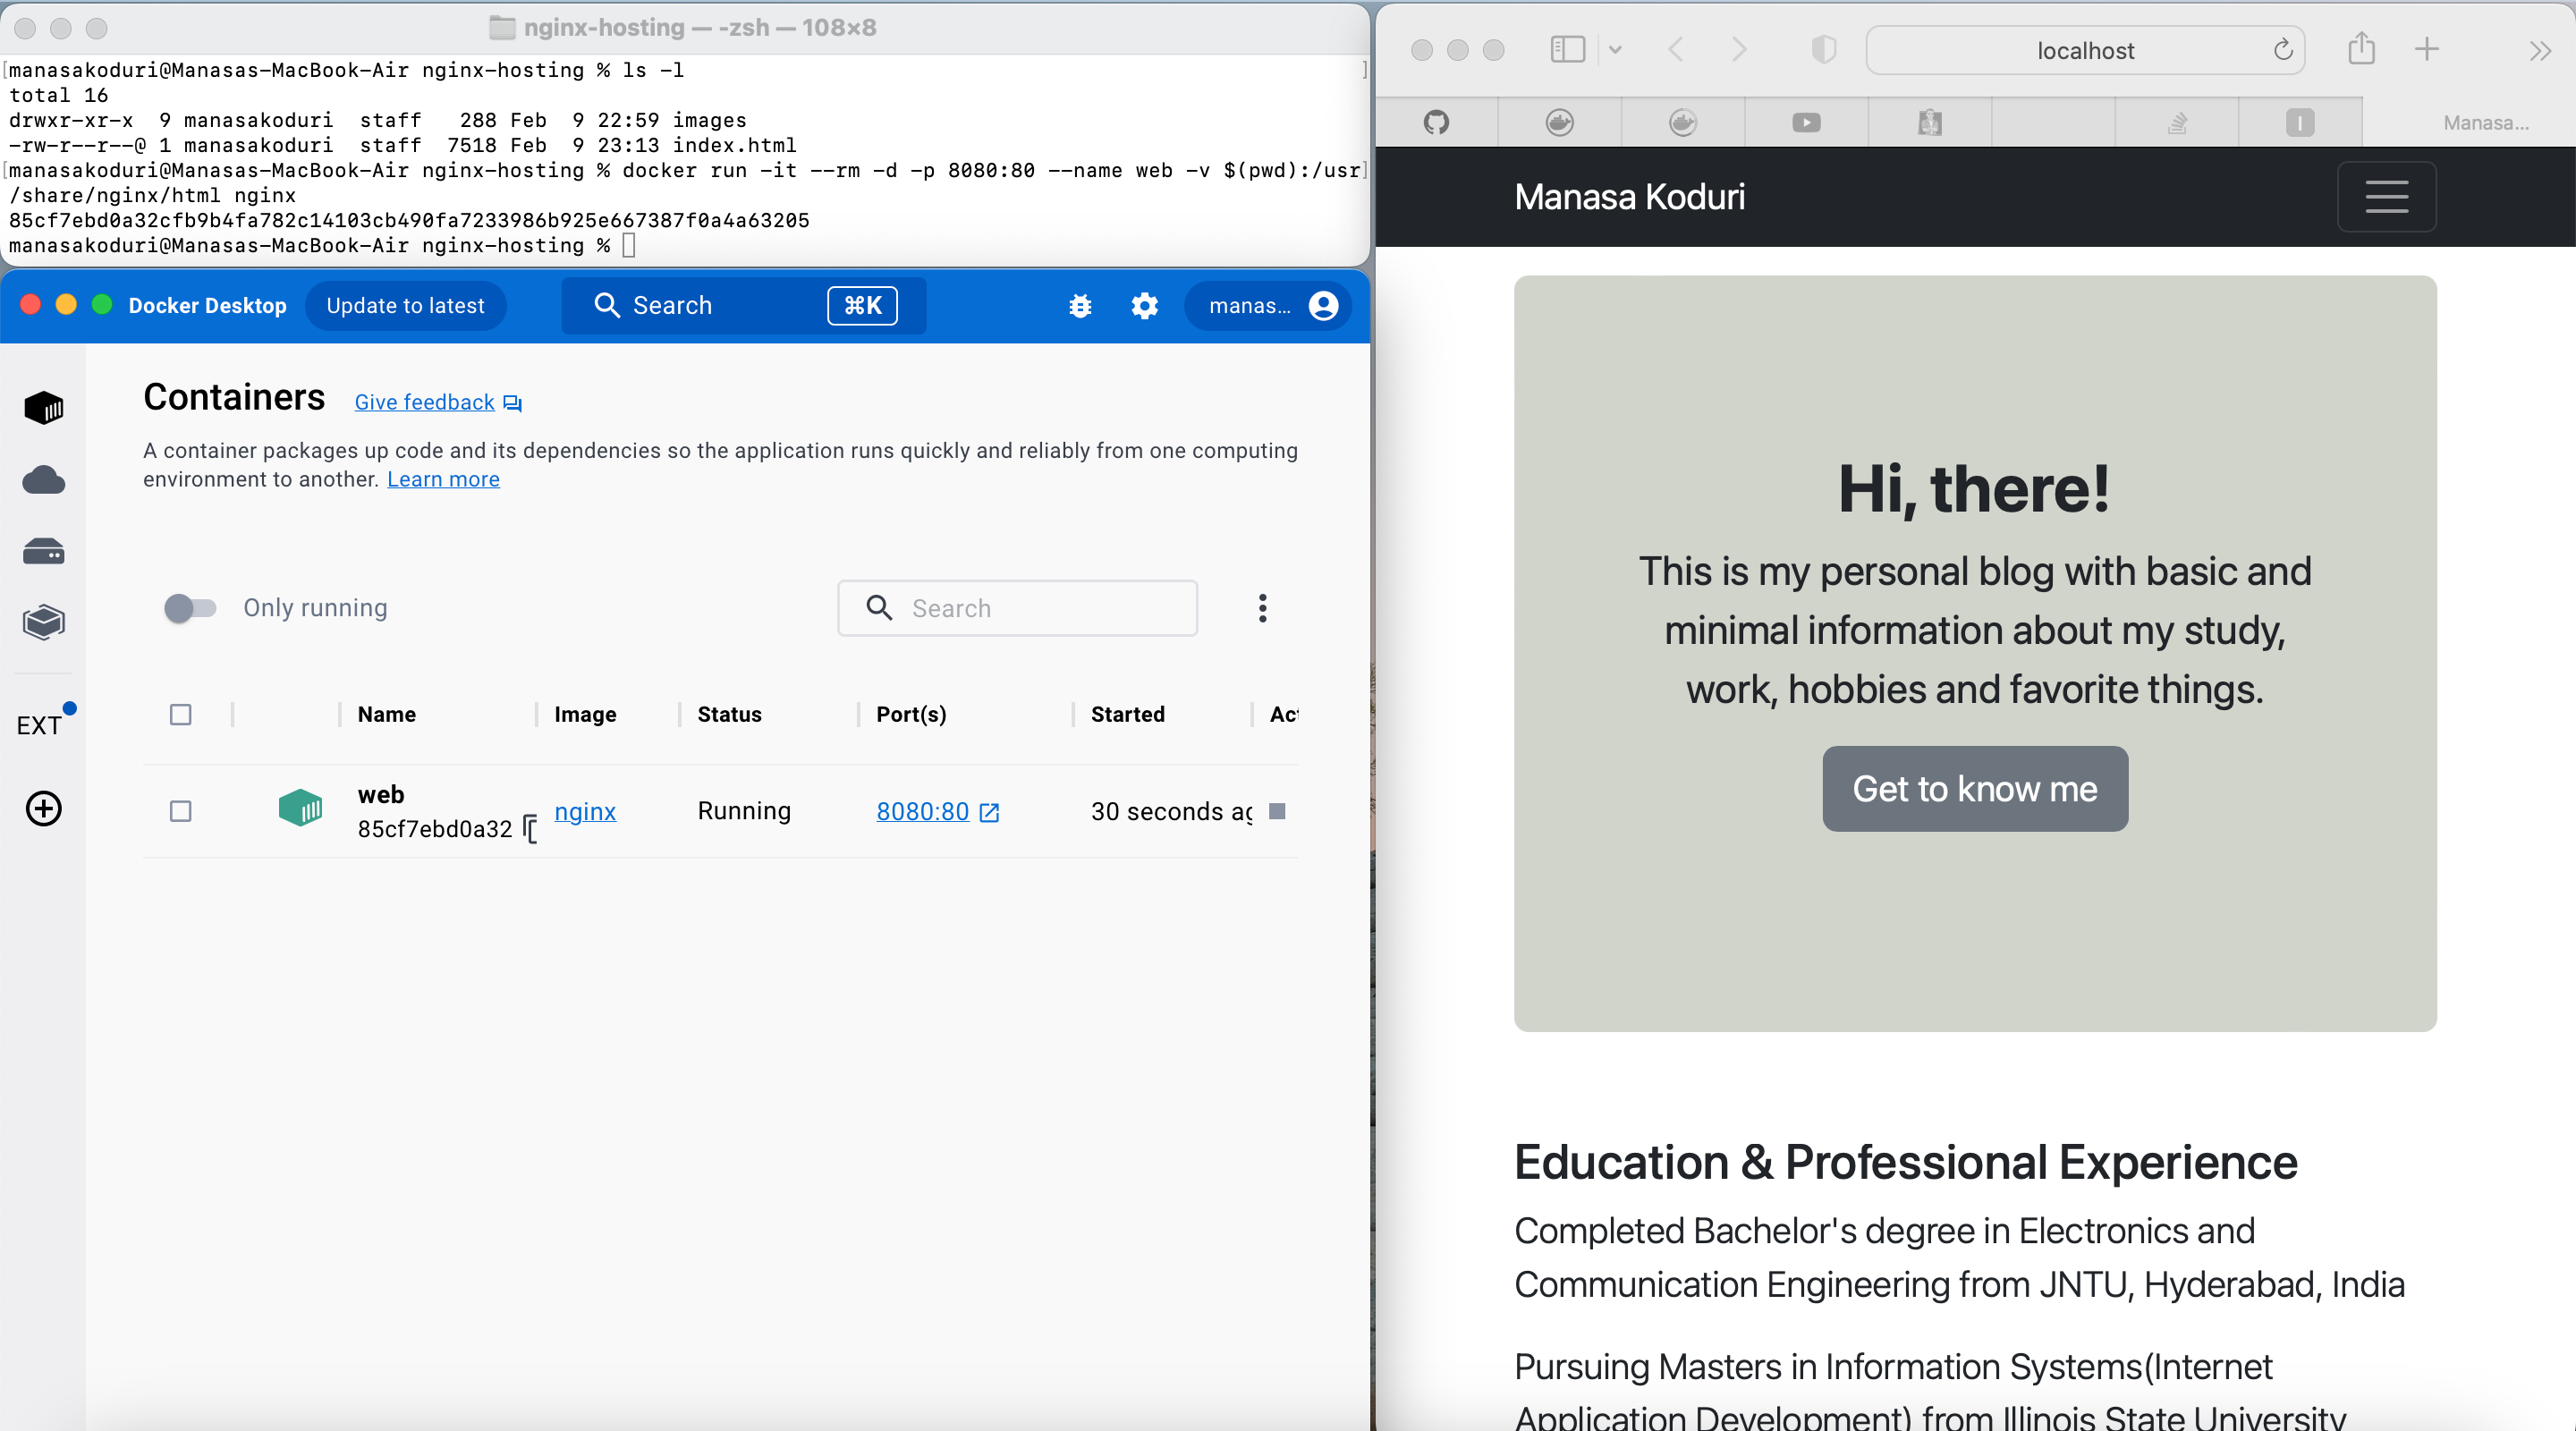 nginx-hosting — -zsh — 108×8
[manasakoduri@Manasas-MacBook-Air nginx-hosting % ls -l ]
total 16
drwxr-xr-x  9 manasakoduri  staff   288 Feb  9 22:59 images
-rw-r--r--@ 1 manasakoduri  staff  7518 Feb  9 23:13 index.html
[manasakoduri@Manasas-MacBook-Air nginx-hosting % docker run -it --rm -d -p 8080:80 --name web -v $(pwd):/usr]
/share/nginx/html nginx
85cf7ebd0a32cfb9b4fa782c14103cb490fa7233986b925e667387f0a4a63205
manasakoduri@Manasas-MacBook-Air nginx-hosting %
Docker Desktop
Update to latest
Search
⌘K
manas...
EXT
Containers
Give feedback
A container packages up code and its dependencies so the application runs quickly and reliably from one computing
environment to another. Learn more
Only running
Search
Name Image Status Port(s) Started Act
web
85cf7ebd0a32
nginx Running 8080:80 30 seconds ag
localhost
I
Manasa...
Manasa Koduri
Hi, there!
This is my personal blog with basic and
minimal information about my study,
work, hobbies and favorite things.
Get to know me
Education & Professional Experience
Completed Bachelor's degree in Electronics and
Communication Engineering from JNTU, Hyderabad, India
Pursuing Masters in Information Systems(Internet
Application Development) from Illinois State University